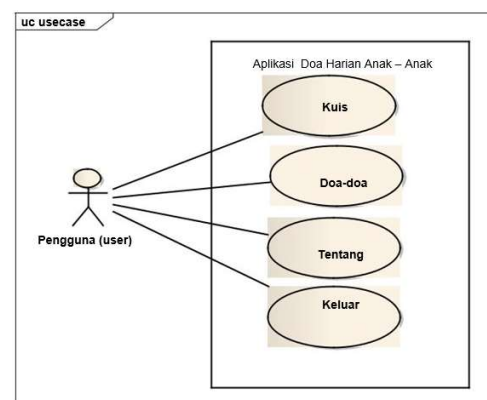 uc usecase
Aplikasi Doa Harian Anak – Anak
Kuis
Doa-doa
Pengguna (user)
Tentang
Keluar